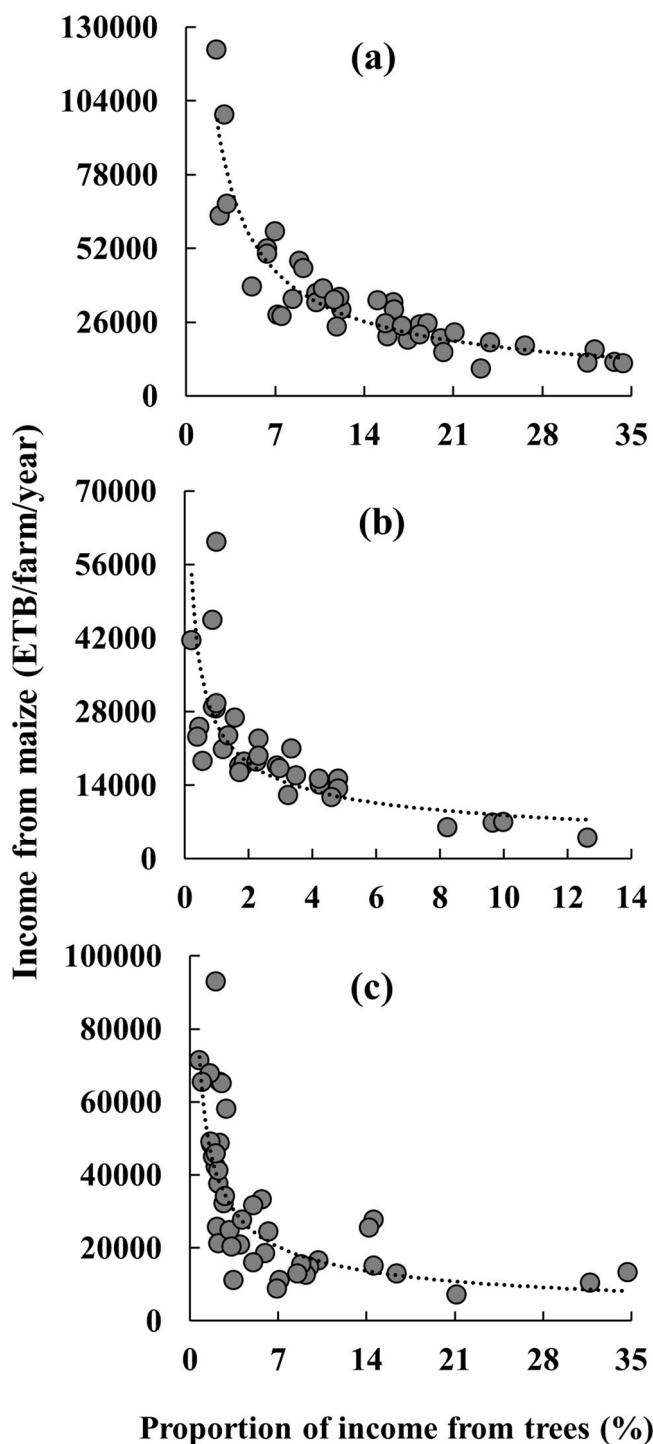 Income from maize (ETB/farm/year)
(a)
130000
104000
78000
52000
26000
0
0 7 14 21 28 35
(b)
70000
56000
42000
28000
14000
0
0 2 4 6 8 10 12 14
(c)
100000
80000
60000
40000
20000
0
0 7 14 21 28 35
Proportion of income from trees (%)